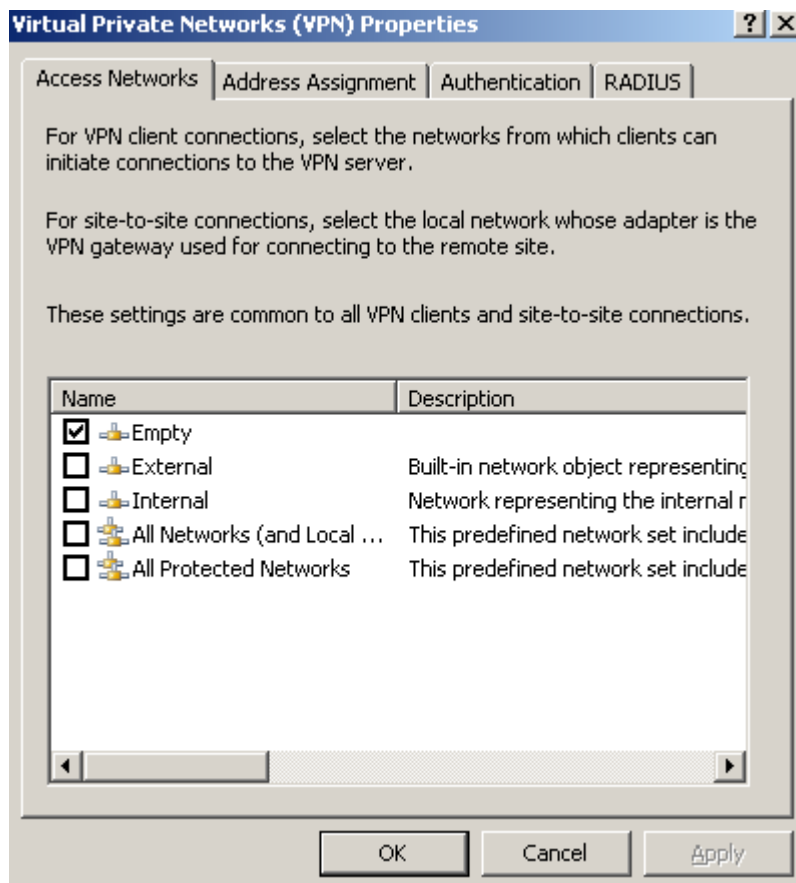 Virtual Private Networks (VPN) Properties
Access Networks Address Assignment Authentication RADIUS
For VPN client connections, select the networks from which clients can
initiate connections to the VPN server.
For site-to-site connections, select the local network whose adapter is the
VPN gateway used for connecting to the remote site.
These settings are common to all VPN clients and site-to-site connections.
Name Description
Empty
External Built-in network object representing
Internal Network representing the internal
All Networks (and Local ... This predefined network set include
All Protected Networks This predefined network set include
OK Cancel Apply